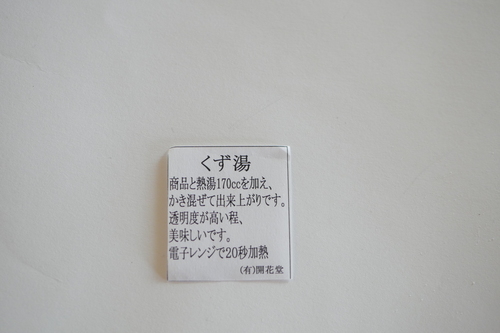 くず湯
商品と熱湯170ccを加え、
かき混ぜて出来上がりです。
透明度が高い程、
美味しいです。
電子レンジで20秒加熱
(有)開花堂